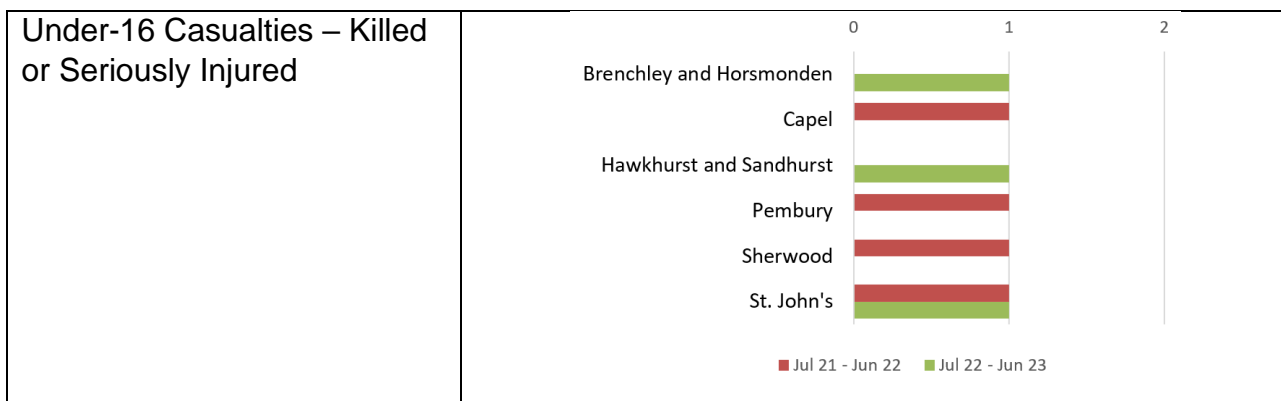 Under-16 Casualties – Killed
or Seriously Injured
0 1 2
Brenchley and Horsmonden
Capel
Hawkhurst and Sandhurst
Pembury
Sherwood
St. John's
Jul 21 - Jun 22 Jul 22 - Jun 23